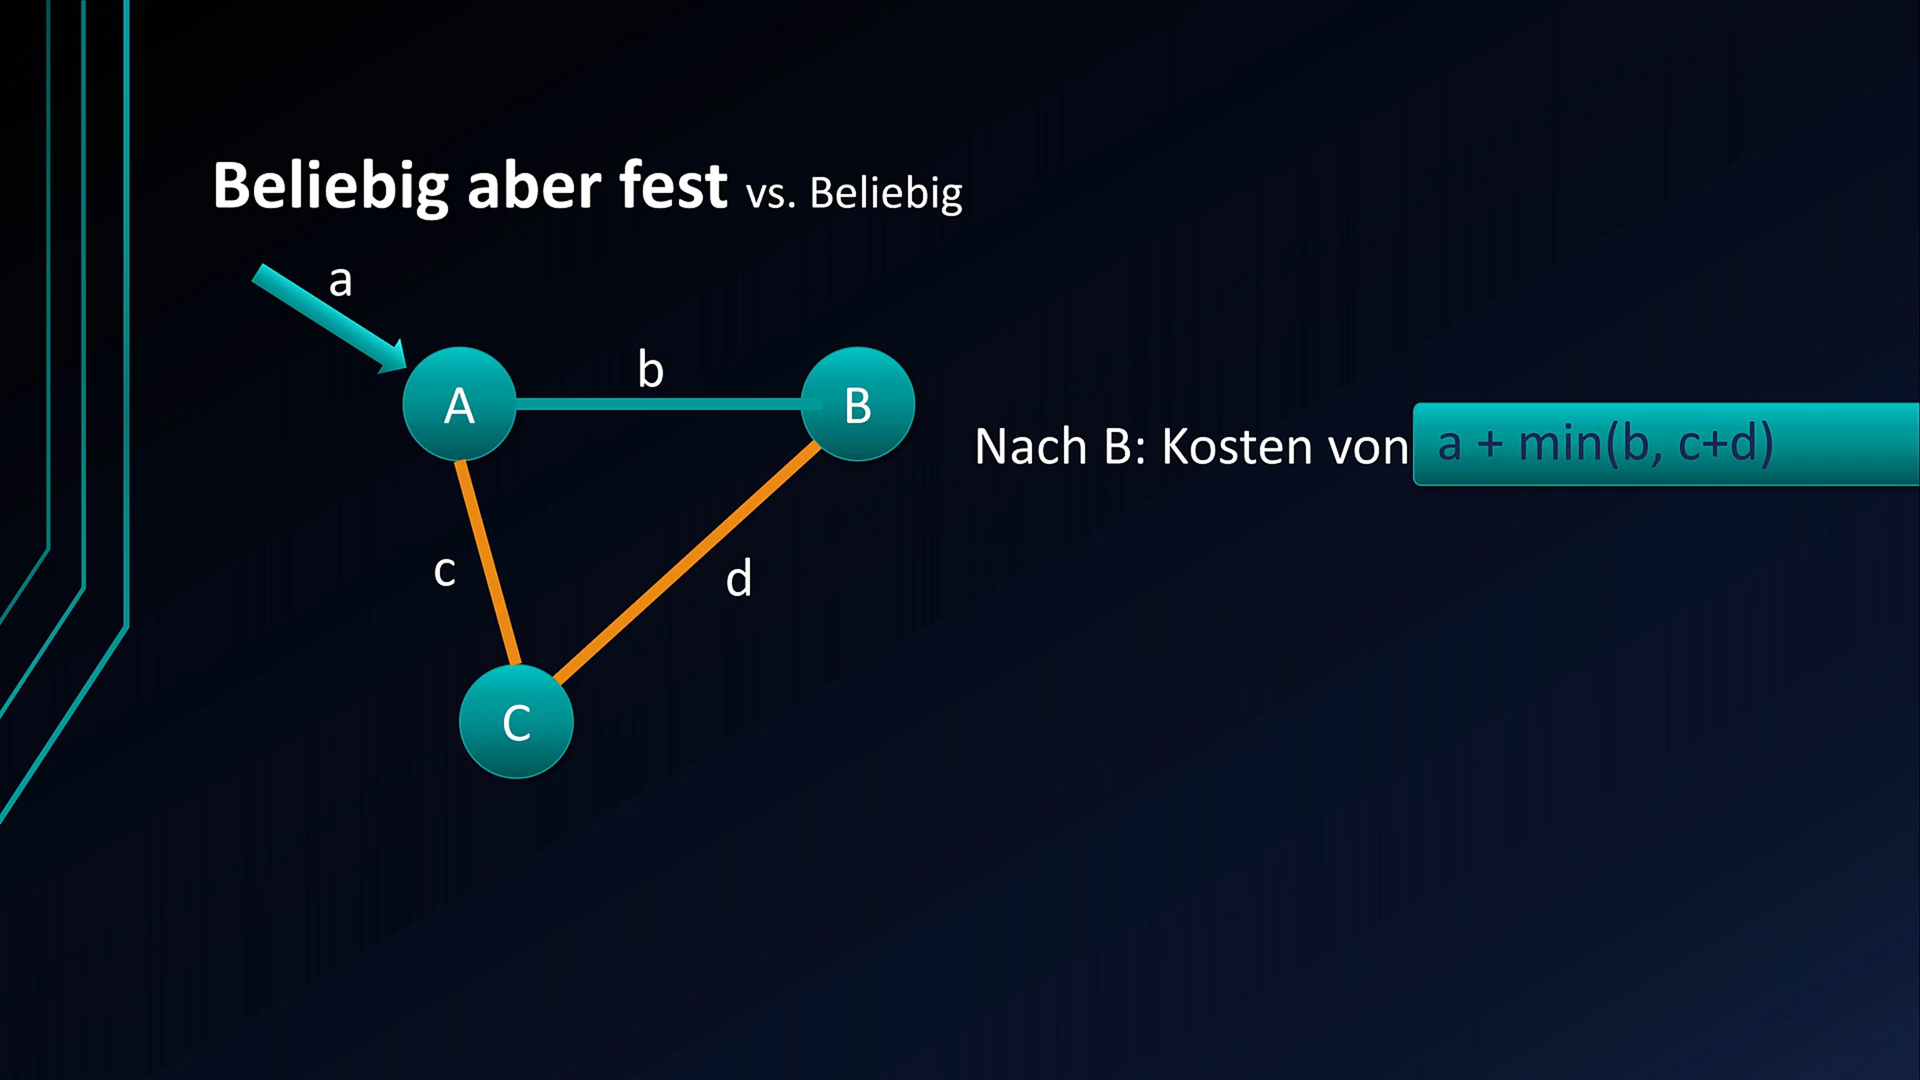 Beliebig aber fest vs. Beliebig
a
b
A
B
Nach B: Kosten von a + min(b, c+d)
c
d
C